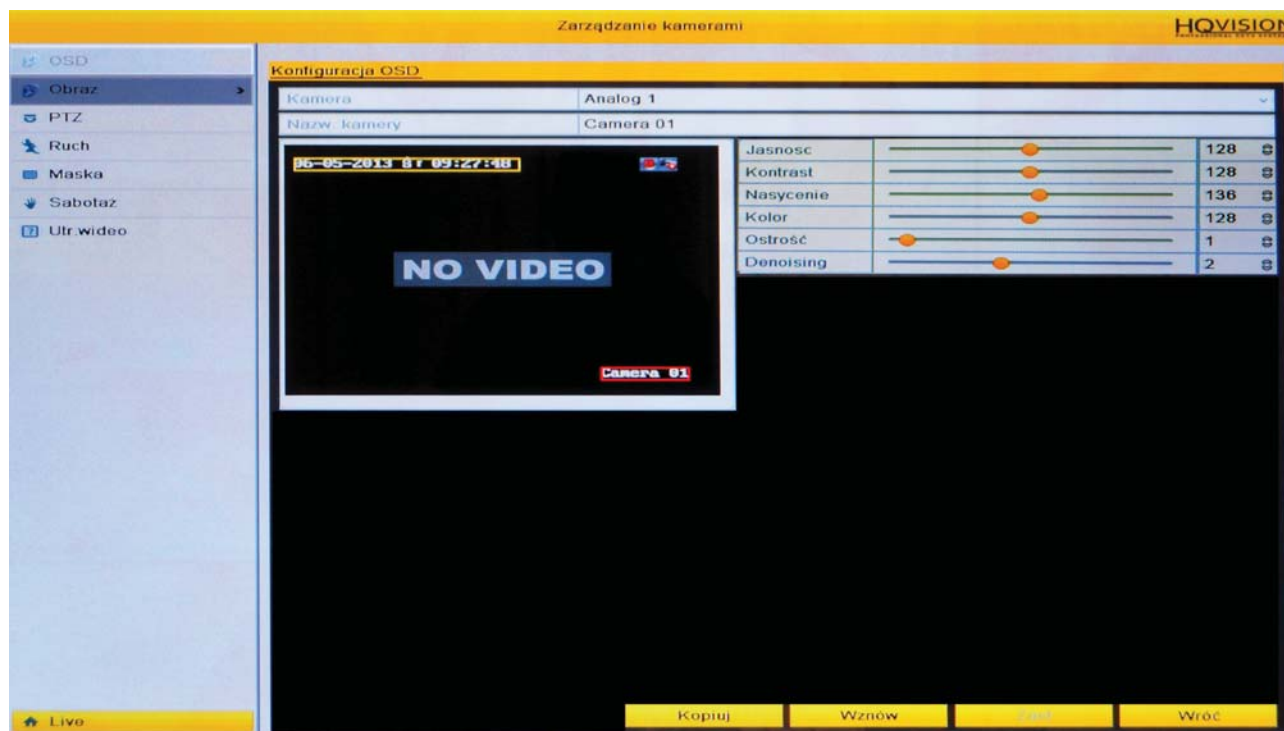 Zarządzanie kamerami
HQVISION
OSD
Obraz
PTZ
Ruch
Maska
Sabotaż
Utr.wideo
Live
Konfiguracja OSD
Kamera Analog 1
Nazw. kamery Camera 01
06-05-2013 09:27:48
NO VIDEO
Camera 01
Jasnosc 128
Kontrast 128
Nasycenie 136
Kolor 128
Ostrość 1
Denoising 2
Kopiuj
Wznów
Wróć